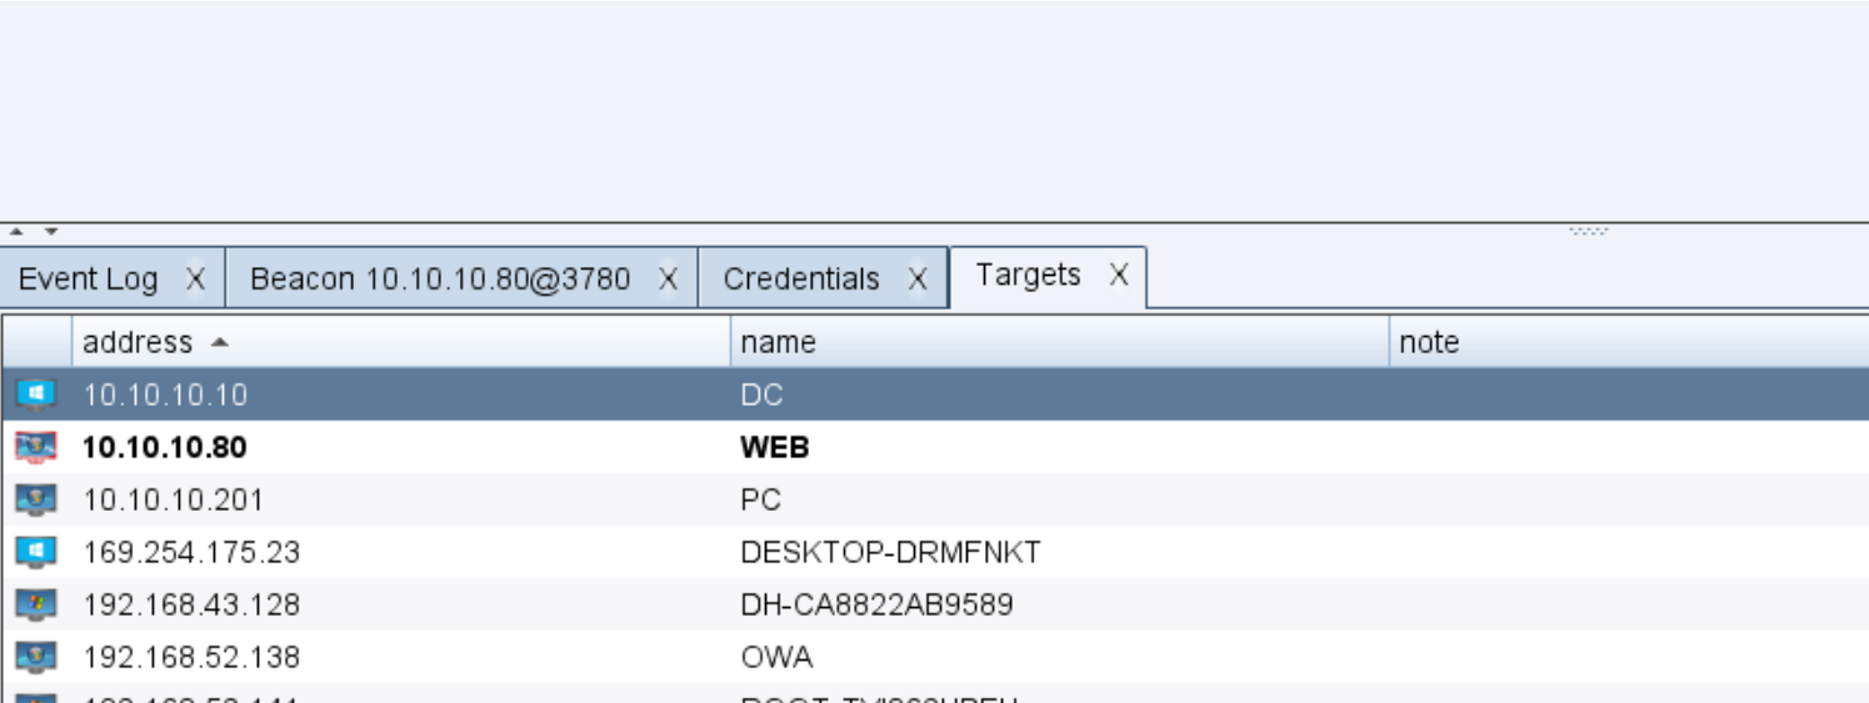 Event Log X Beacon 10.10.10.80@3780 X Credentials X Targets X
address name note
10.10.10.10 DC
10.10.10.80 WEB
10.10.10.201 PC
169.254.175.23 DESKTOP-DRMFNKT
192.168.43.128 DH-CA8822AB9589
192.168.52.138 OWA